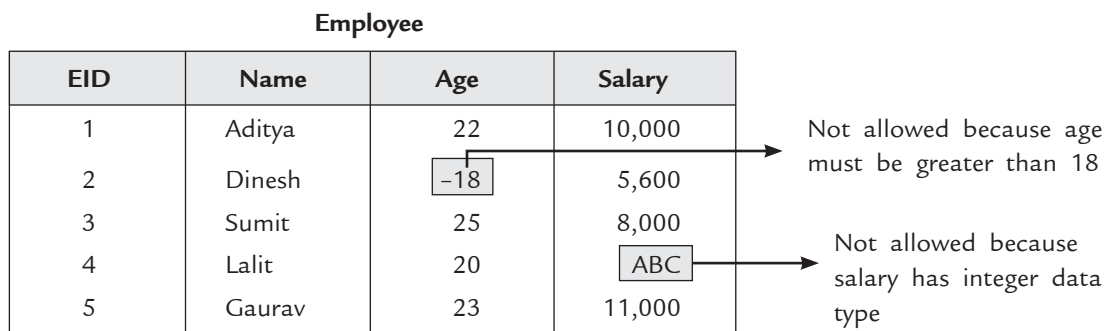 Employee
EID Name Age Salary
1 Aditya 22 10,000
2 Dinesh –18 5,600
3 Sumit 25 8,000
4 Lalit 20 ABC
5 Gaurav 23 11,000
Not allowed because age
must be greater than 18
Not allowed because
salary has integer data
type